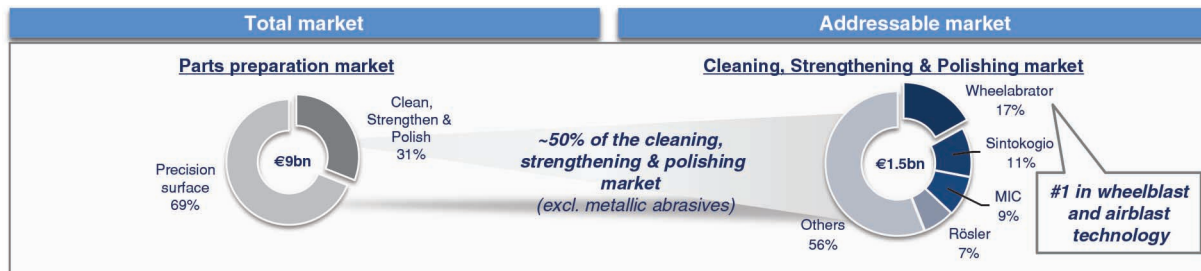 Total market
Addressable market
Parts preparation market
Clean,
Strengthen &
Polish
31%
€9bn
Precision
surface
69%
~50% of the cleaning,
strengthening & polishing
market
(excl. metallic abrasives)
Cleaning, Strengthening & Polishing market
Wheelabrator
17%
Sintokogio
11%
€1.5bn
MIC
9%
Rösler
7%
Others
56%
#1 in wheelblast
and airblast
technology